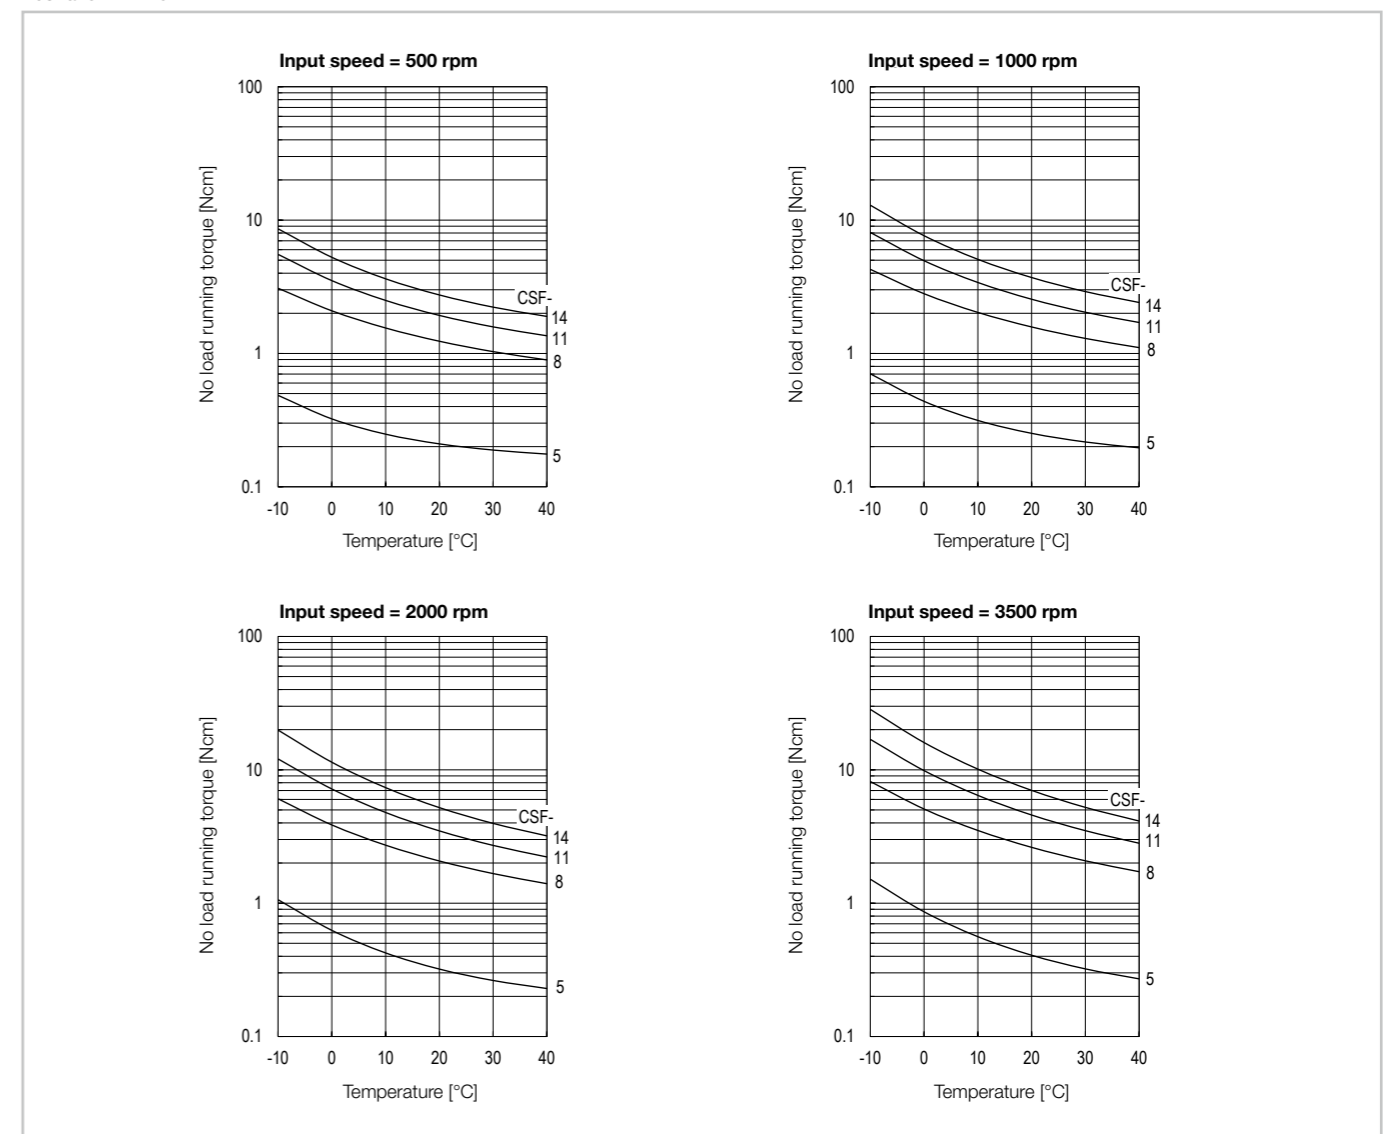 Input speed = 500 rpm
100
10
1
0.1
No load running torque [Ncm]
CSF-
14
11
8
5
-10 0 10 20 30 40
Temperature [°C]
Input speed = 1000 rpm
100
10
1
0.1
No load running torque [Ncm]
CSF-
14
11
8
5
-10 0 10 20 30 40
Temperature [°C]
Input speed = 2000 rpm
100
10
1
0.1
No load running torque [Ncm]
CSF-
14
11
8
5
-10 0 10 20 30 40
Temperature [°C]
Input speed = 3500 rpm
100
10
1
0.1
No load running torque [Ncm]
CSF-
14
11
8
5
-10 0 10 20 30 40
Temperature [°C]